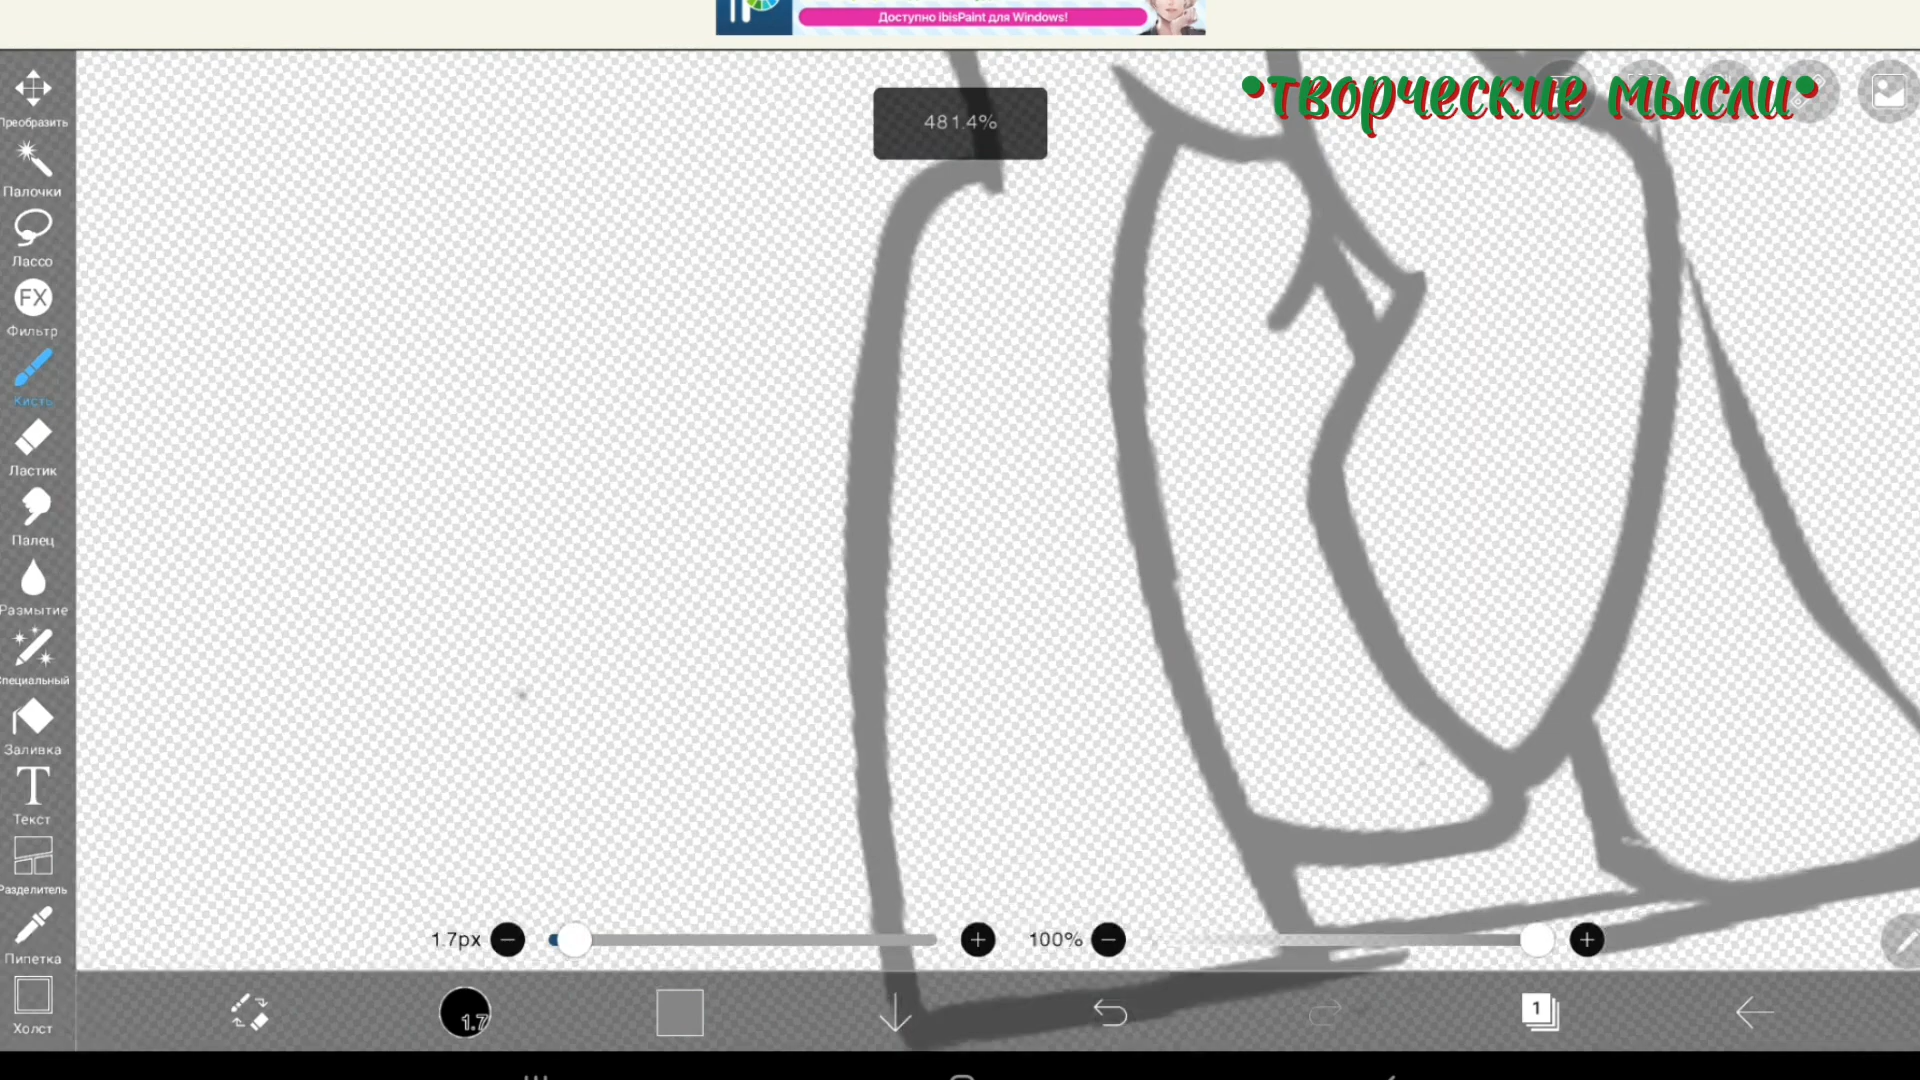 Доступно ibisPaint для Windows!
•творческие мысли•
481.4%
Преобразить
Палочки
Лассо
FX
Фильтр
Кисть
Ластик
Палец
Размытие
Специальный
Заливка
T
Текст
Разделитель
Пипетка
Холст
1.7px
100%
1.7
1